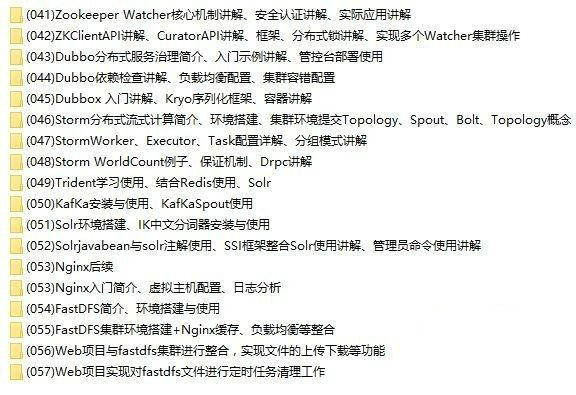 (041)Zookeeper Watcher核心机制讲解、安全认证讲解、实际应用讲解
(042)ZKClientAPI讲解、CuratorAPI讲解、框架、分布式锁讲解、实现多个Watcher集群操作
(043)Dubbo分布式服务治理简介、入门示例讲解、管控台部署使用
(044)Dubbo依赖检查讲解、负载均衡配置、集群容错配置
(045)Dubbox 入门讲解、Kryo序列化框架、容器讲解
(046)Storm分布式流式计算简介、环境搭建、集群环境提交Topology、Spout、Bolt、Topology概念
(047)StormWorker、Executor、Task配置详解、分组模式讲解
(048)Storm WorldCount例子、保证机制、Drpc讲解
(049)Trident学习使用、结合Redis使用、Solr
(050)KafKa安装与使用、KafKaSpout使用
(051)Solr环境搭建、IK中文分词器安装与使用
(052)Solrjavabean与solr注解使用、SSI框架整合Solr使用讲解、管理员命令使用讲解
(053)Nginx后续
(053)Nginx入门简介、虚拟主机配置、日志分析
(054)FastDFS简介、环境搭建与使用
(055)FastDFS集群环境搭建+Nginx缓存、负载均衡等整合
(056)Web项目与fastdfs集群进行整合，实现文件的上传下载等功能
(057)Web项目实现对fastdfs文件进行定时任务清理工作